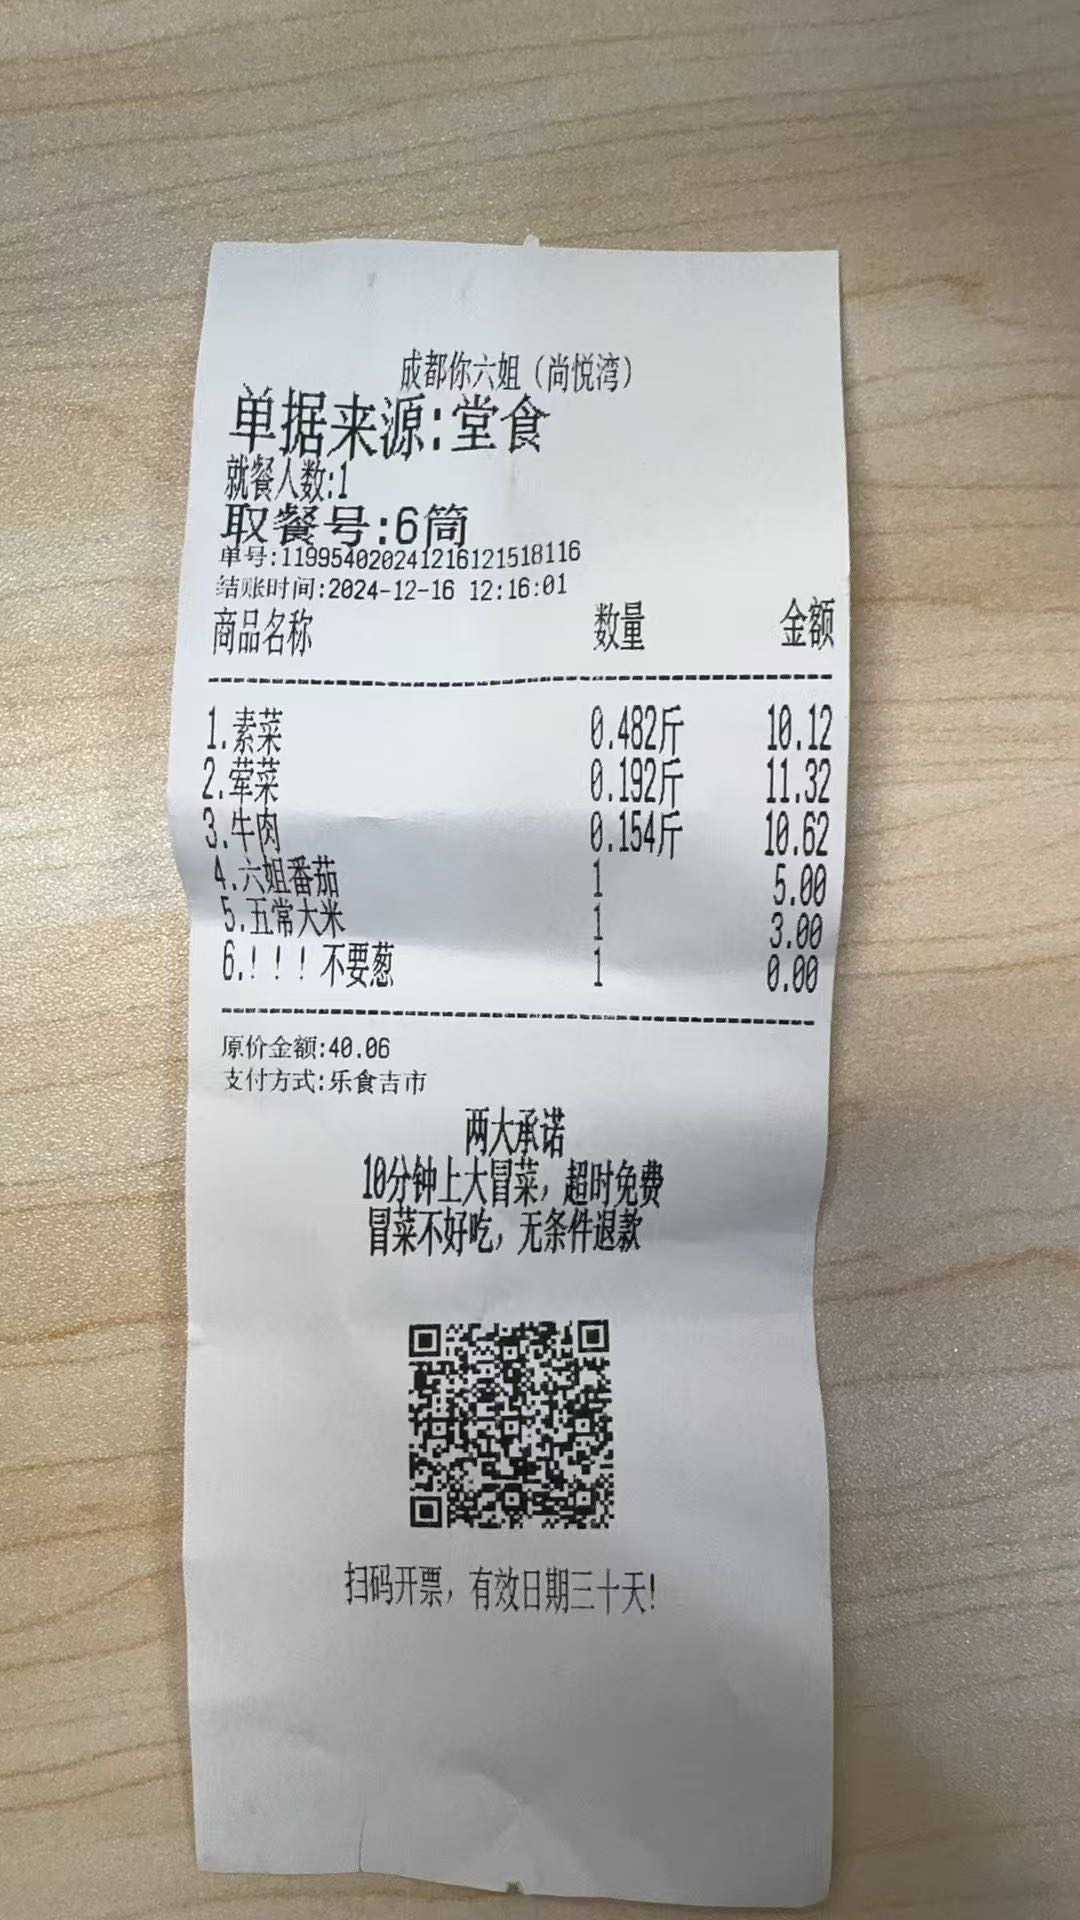 成都你六姐（尚悦湾）
单据来源:堂食
就餐人数:1
取餐号:6筒
单号:1199540202412161215​18116
结账时间:2024-12-16 12:16:01
商品名称 数量 金额
1.素菜 0.482斤 10.12
2.荤菜 0.192斤 11.32
3.牛肉 0.154斤 10.62
4.六姐番茄 1 5.00
5.五常大米 1 3.00
6.！！！不要葱 1 0.00
原价金额:40.06
支付方式:乐食吉市
两大承诺
10分钟上大冒菜，超时免费
冒菜不好吃，无条件退款
扫码开票，有效日期三十天!